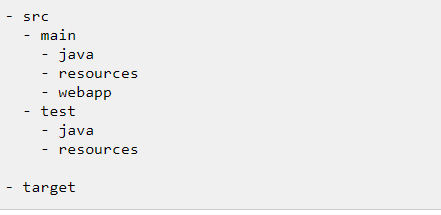 - src
  - main
    - java
    - resources
    - webapp
  - test
    - java
    - resources

- target